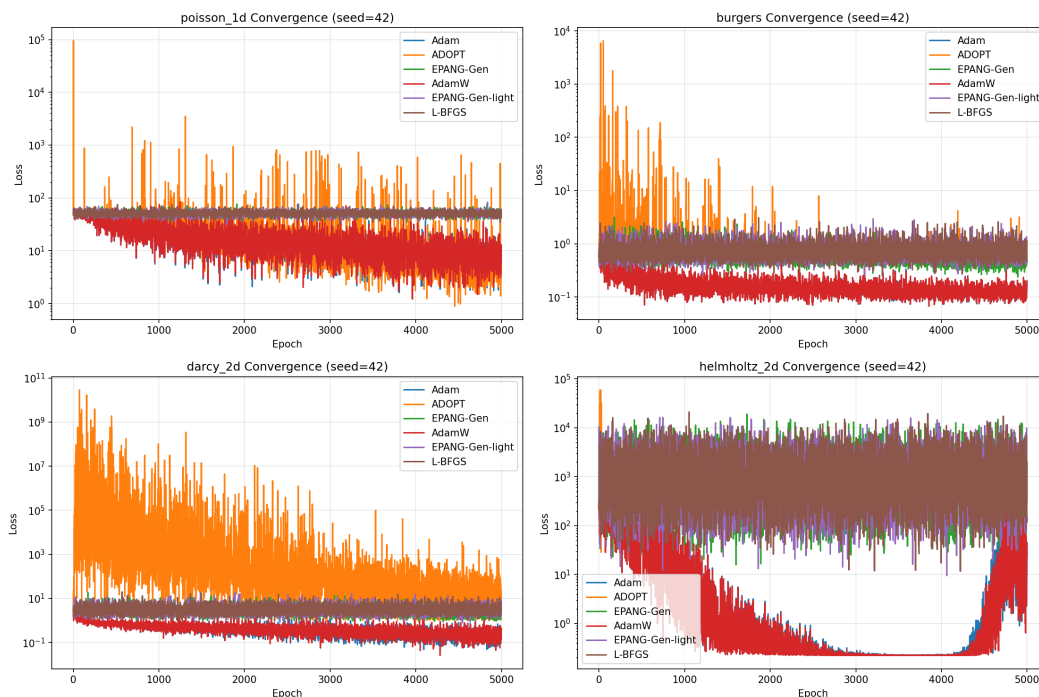 poisson_1d Convergence (seed=42)
10^5
10^4
10^3
10^2
10^1
10^0
Loss
0
1000
2000
3000
4000
5000
Epoch
Adam
ADOPT
EPANG-Gen
AdamW
EPANG-Gen-light
L-BFGS
burgers Convergence (seed=42)
10^4
10^3
10^2
10^1
10^0
10^-1
Loss
0
1000
2000
3000
4000
5000
Epoch
Adam
ADOPT
EPANG-Gen
AdamW
EPANG-Gen-light
L-BFGS
darcy_2d Convergence (seed=42)
10^11
10^9
10^7
10^5
10^3
10^1
10^-1
Loss
0
1000
2000
3000
4000
5000
Epoch
Adam
ADOPT
EPANG-Gen
AdamW
EPANG-Gen-light
L-BFGS
helmholtz_2d Convergence (seed=42)
10^5
10^4
10^3
10^2
10^1
10^0
Loss
0
1000
2000
3000
4000
5000
Epoch
Adam
ADOPT
EPANG-Gen
AdamW
EPANG-Gen-light
L-BFGS